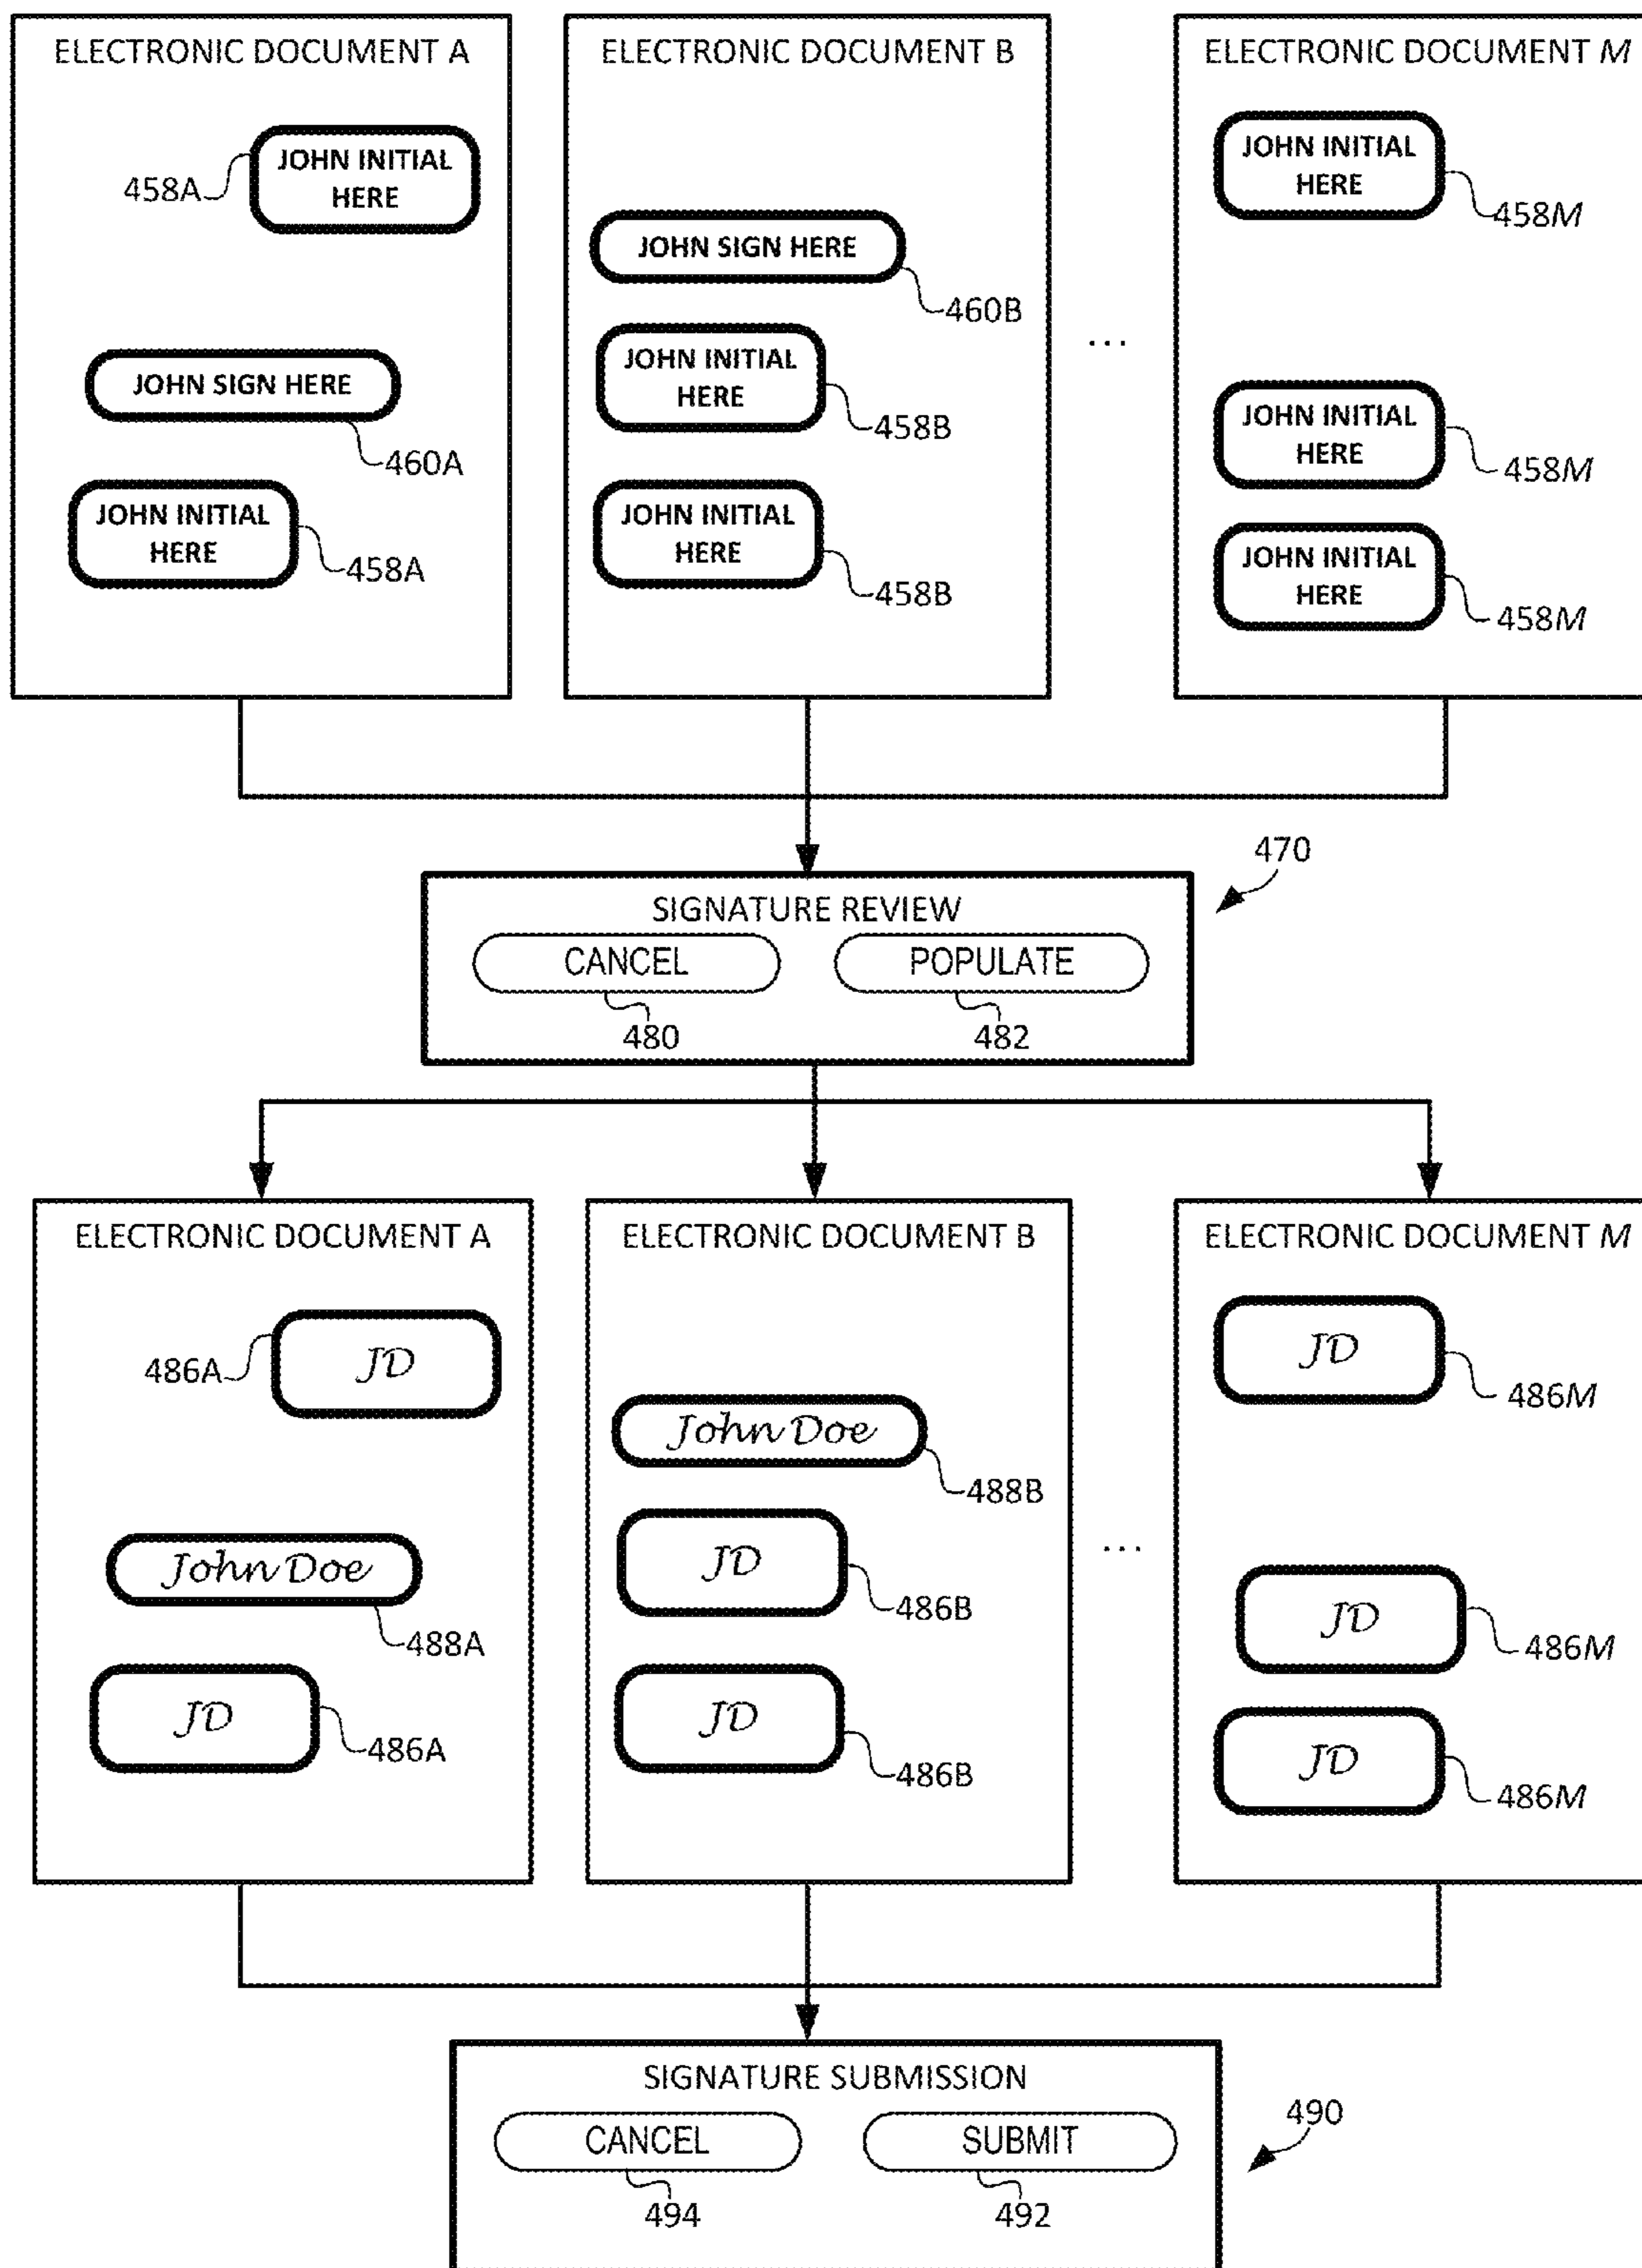 ELECTRONIC DOCUMENT A
JOHN INITIAL
HERE
458A
JOHN SIGN HERE
460A
JOHN INITIAL
HERE
458A
ELECTRONIC DOCUMENT B
JOHN SIGN HERE
460B
JOHN INITIAL
HERE
458B
JOHN INITIAL
HERE
458B
...
ELECTRONIC DOCUMENT M
JOHN INITIAL
HERE
458M
JOHN INITIAL
HERE
458M
JOHN INITIAL
HERE
458M
470
SIGNATURE REVIEW
CANCEL
POPULATE
480
482
ELECTRONIC DOCUMENT A
JD
486A
John Doe
488A
JD
486A
ELECTRONIC DOCUMENT B
John Doe
488B
JD
486B
JD
486B
...
ELECTRONIC DOCUMENT M
JD
486M
JD
486M
JD
486M
SIGNATURE SUBMISSION
490
CANCEL
SUBMIT
494
492